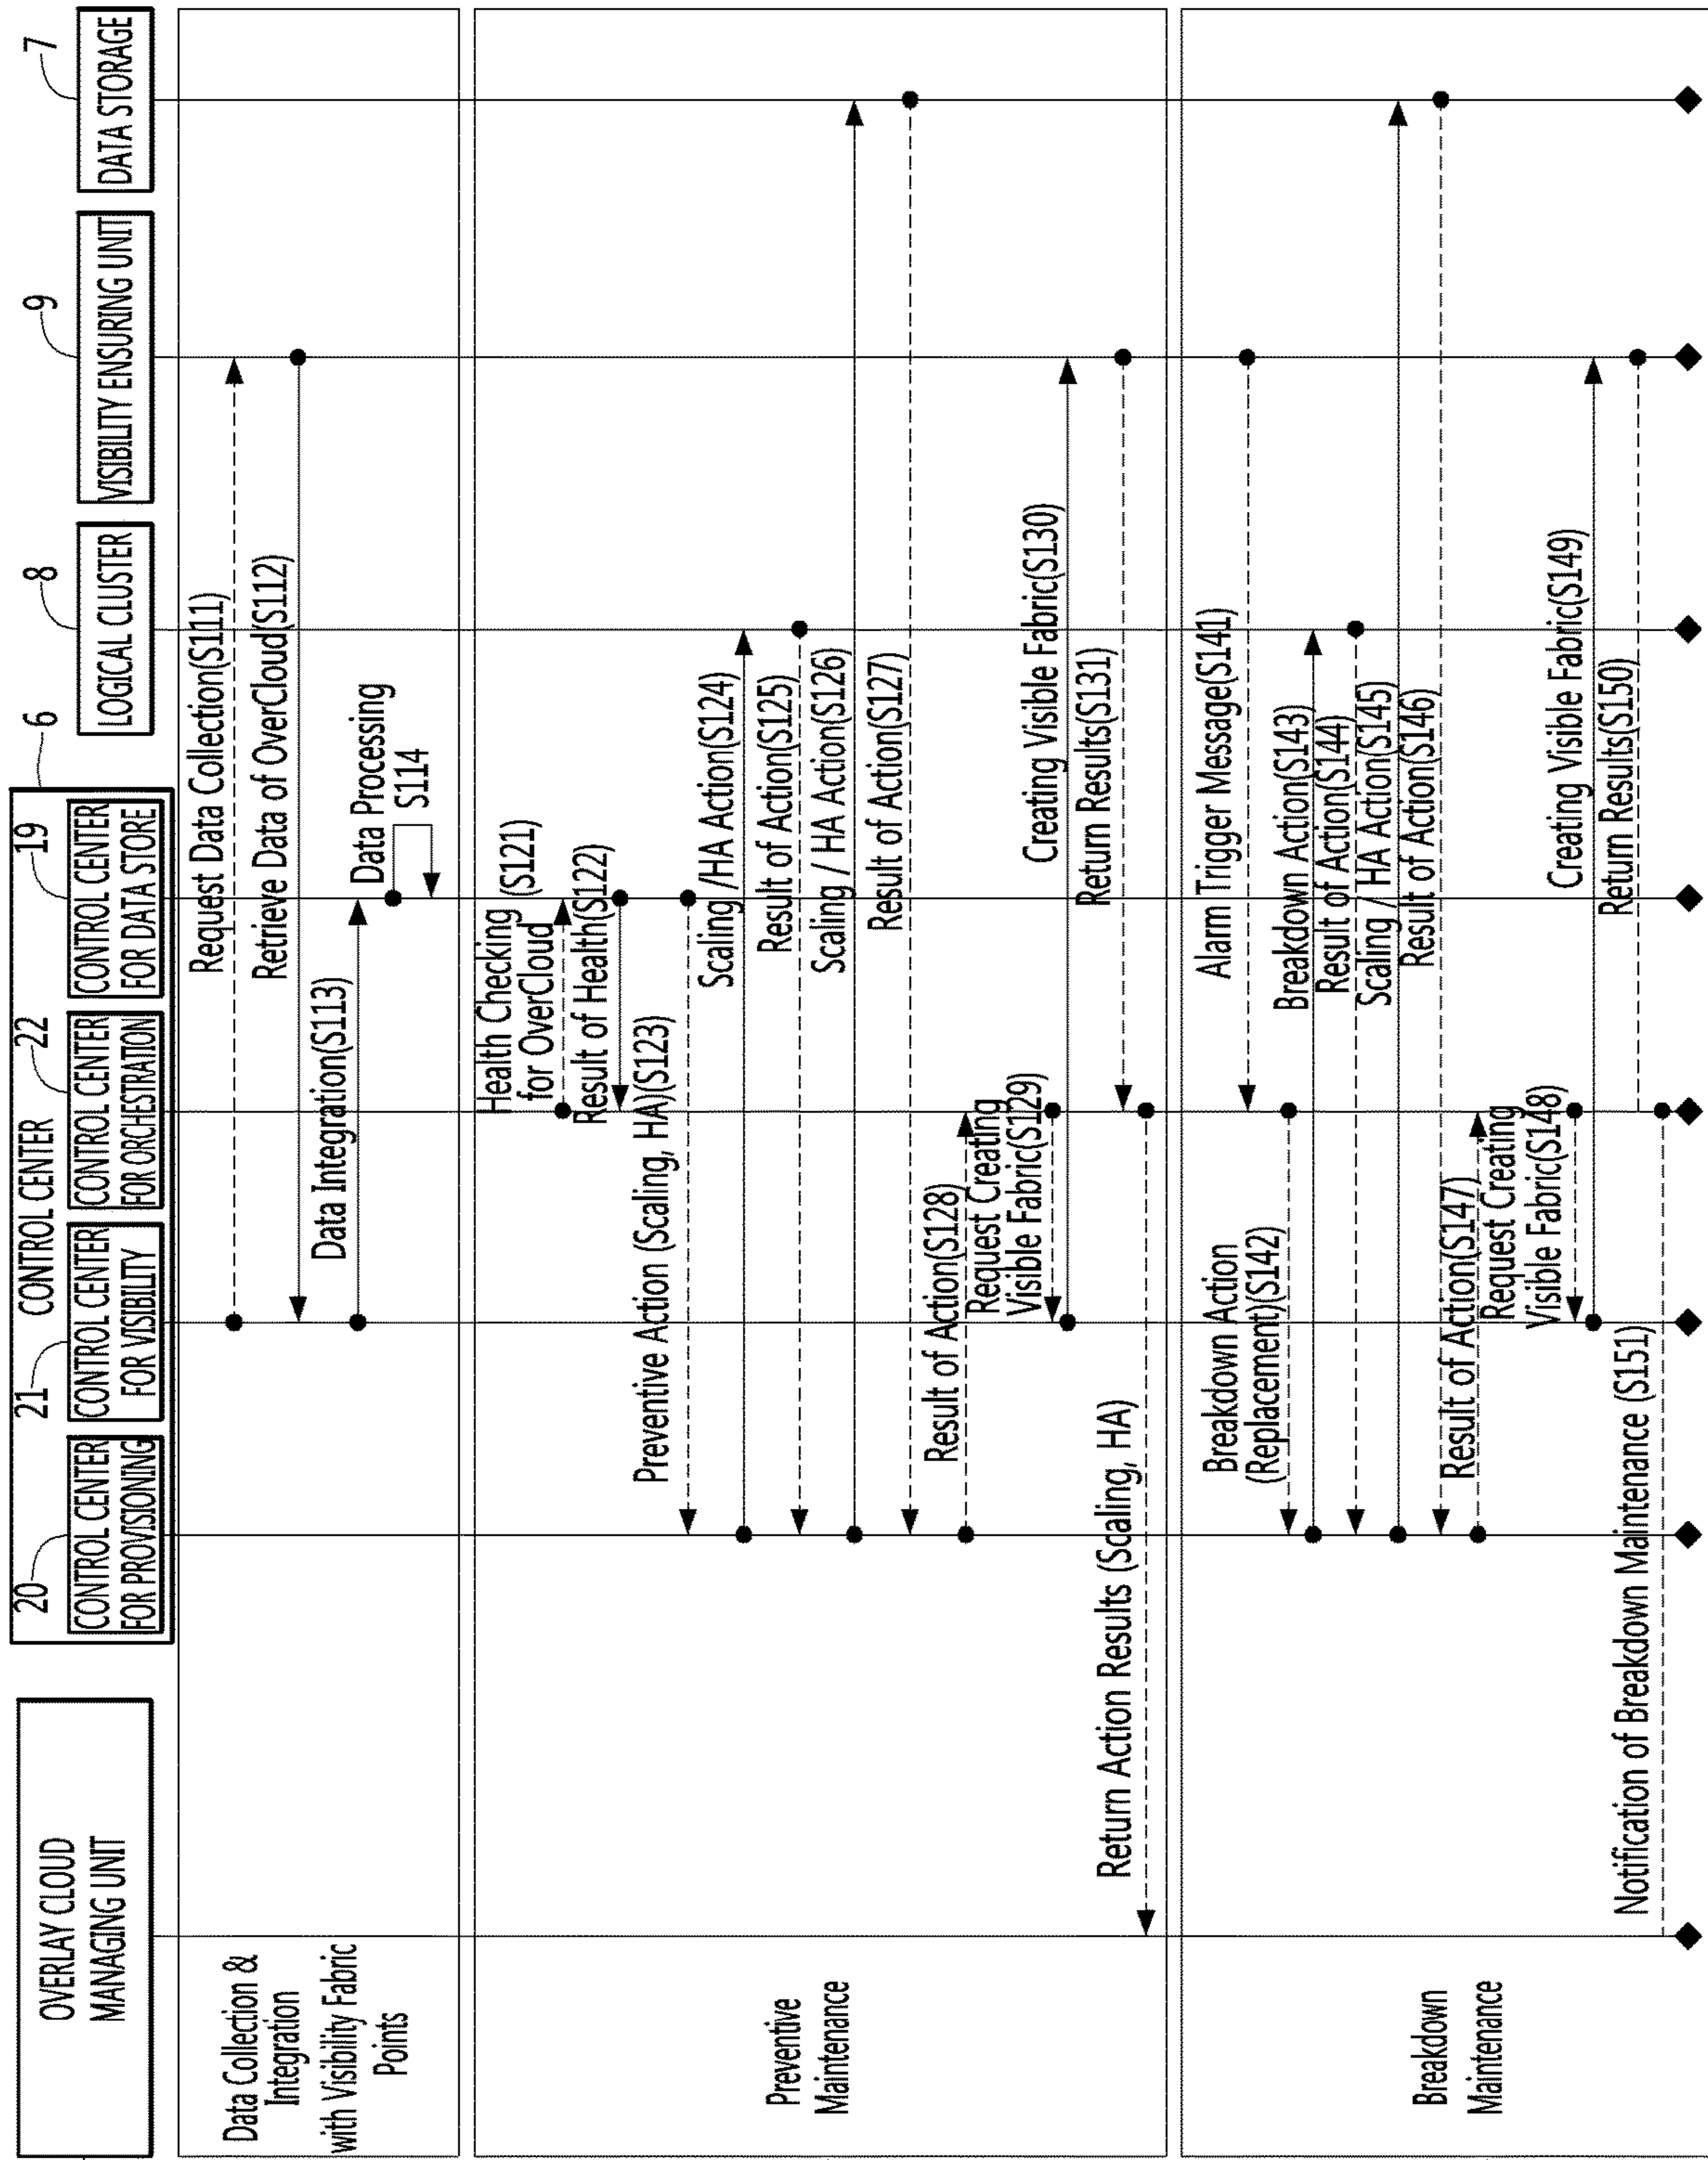 OVERLAY CLOUD
MANAGING UNIT
6
CONTROL CENTER
20
CONTROL CENTER
FOR PROVISIONING
21
CONTROL CENTER
FOR VISIBILITY
22
CONTROL CENTER
FOR ORCHESTRATION
19
CONTROL CENTER
FOR DATA STORE
8
LOGICAL CLUSTER
9
VISIBILITY ENSURING UNIT
7
DATA STORAGE
Data Collection &
Integration
with Visibility Fabric
Points
Request Data Collection(S111)
Retrieve Data of OverCloud(S112)
Data Integration(S113)
Data Processing
S114
Preventive
Maintenance
Health Checking (S121)
for OverCloud
Result of Health(S122)
Preventive Action (Scaling, HA)(S123)
Scaling /HA Action(S124)
Result of Action(S125)
Scaling / HA Action(S126)
Result of Action(S127)
Result of Action(S128)
Request Creating
Visible Fabric(S129)
Creating Visible Fabric(S130)
Return Results(S131)
Return Action Results (Scaling, HA)
Breakdown
Maintenance
Alarm Trigger Message(S141)
Breakdown Action
(Replacement)(S142)
Breakdown Action(S143)
Result of Action(S144)
Scaling / HA Action(S145)
Result of Action(S146)
Result of Action(S147)
Request Creating
Visible Fabric(S148)
Creating Visible Fabric(S149)
Return Results(S150)
Notification of Breakdown Maintenance (S151)